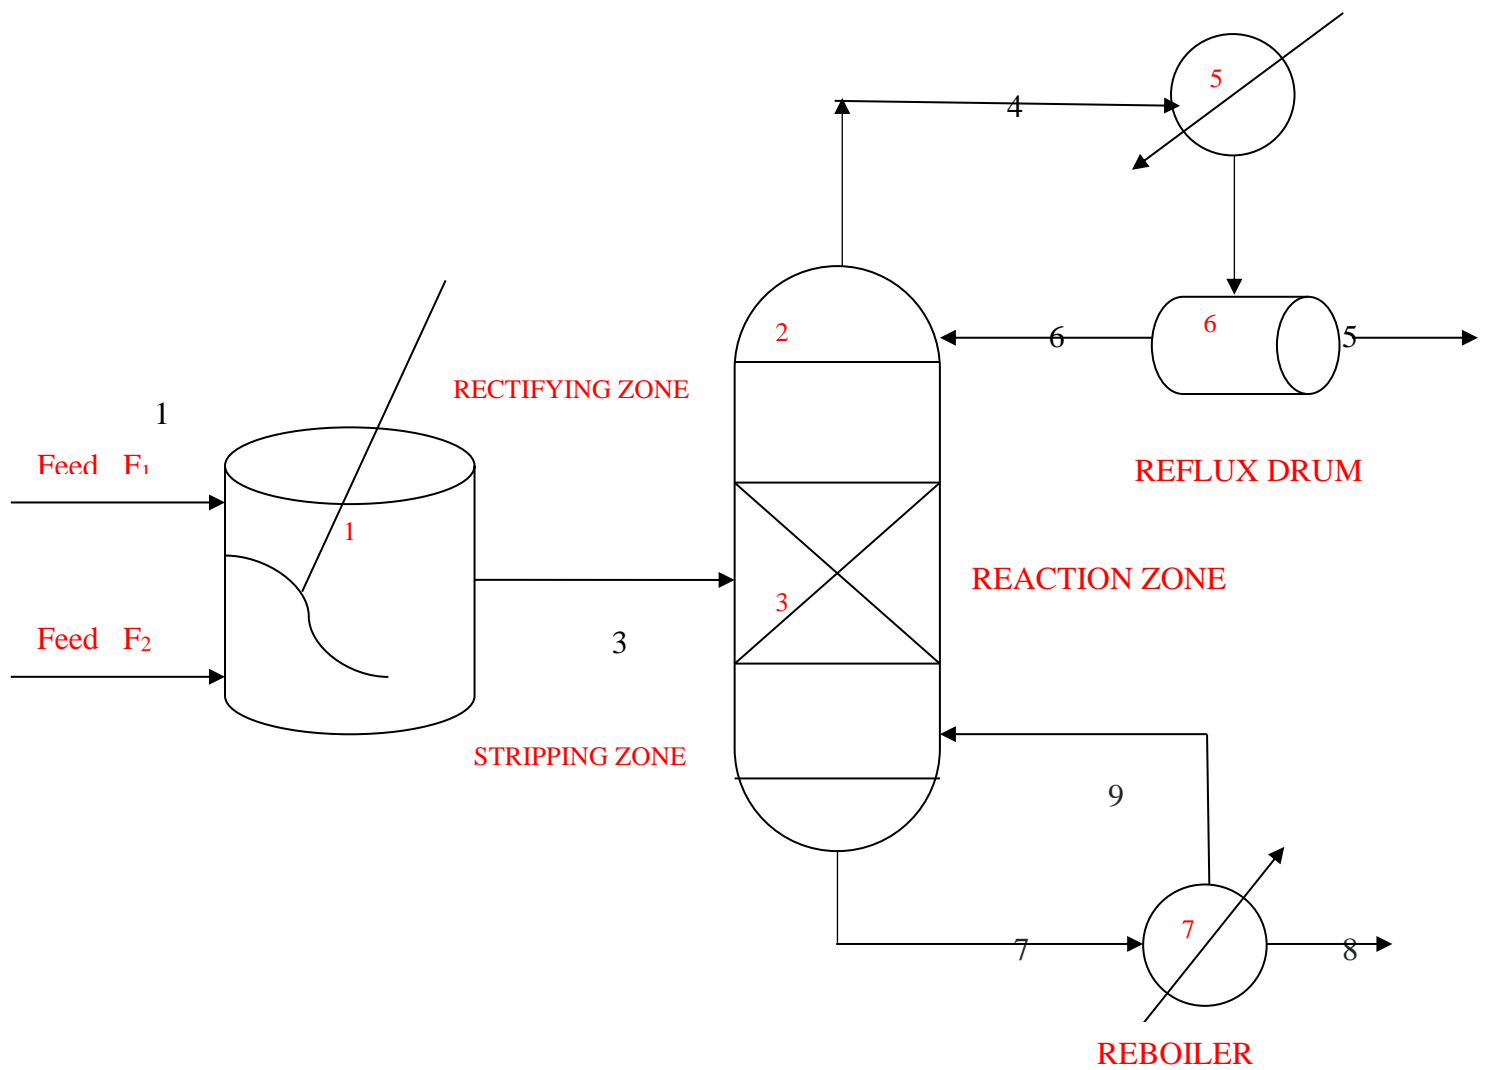 5
4
6
5
2
6
RECTIFYING ZONE
1
Feed F₁
REFLUX DRUM
1
REACTION ZONE
3
Feed F₂
3
STRIPPING ZONE
9
7
7
8
REBOILER